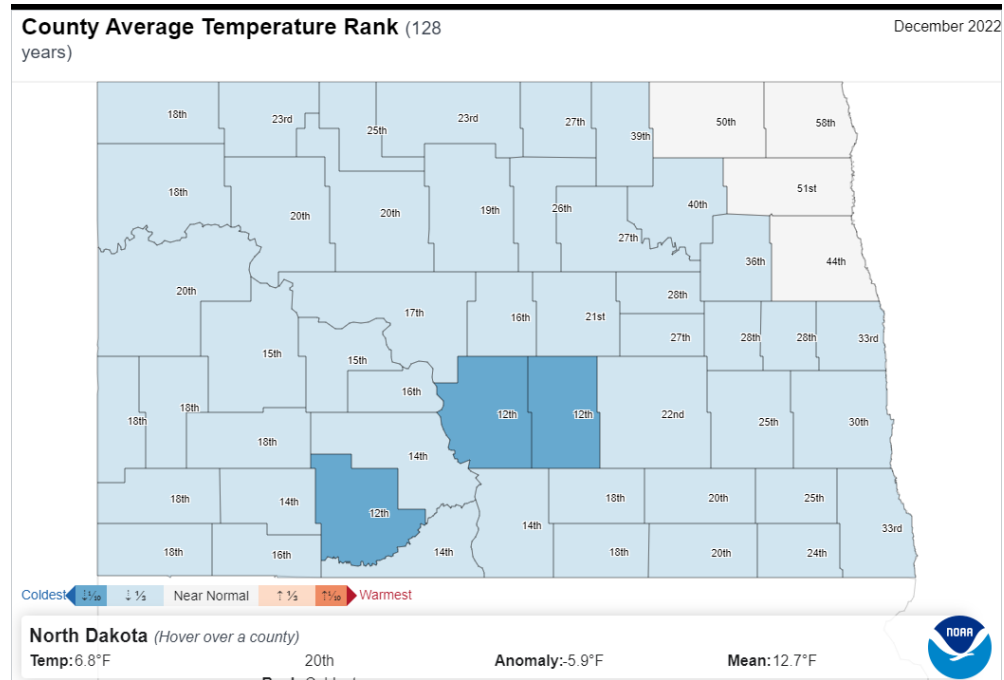 County Average Temperature Rank (128
years)
December 2022
18th 23rd 25th 23rd 27th 39th 50th 58th
18th 20th 20th 19th 26th 27th 40th 51st
20th 36th 44th
17th 16th 21st 28th
15th 15th 27th 28th 28th 33rd
18th 18th 16th 12th 12th 22nd 25th 30th
18th 14th
18th 14th 12th 14th 18th 20th 25th 33rd
18th 16th 14th 18th 20th 24th
Coldest ↓1/10 ↓ 1/3 Near Normal ↑ 1/3 ↑1/10 Warmest
North Dakota (Hover over a county)
Temp:6.8°F 20th Anomaly:-5.9°F Mean:12.7°F
NOAA